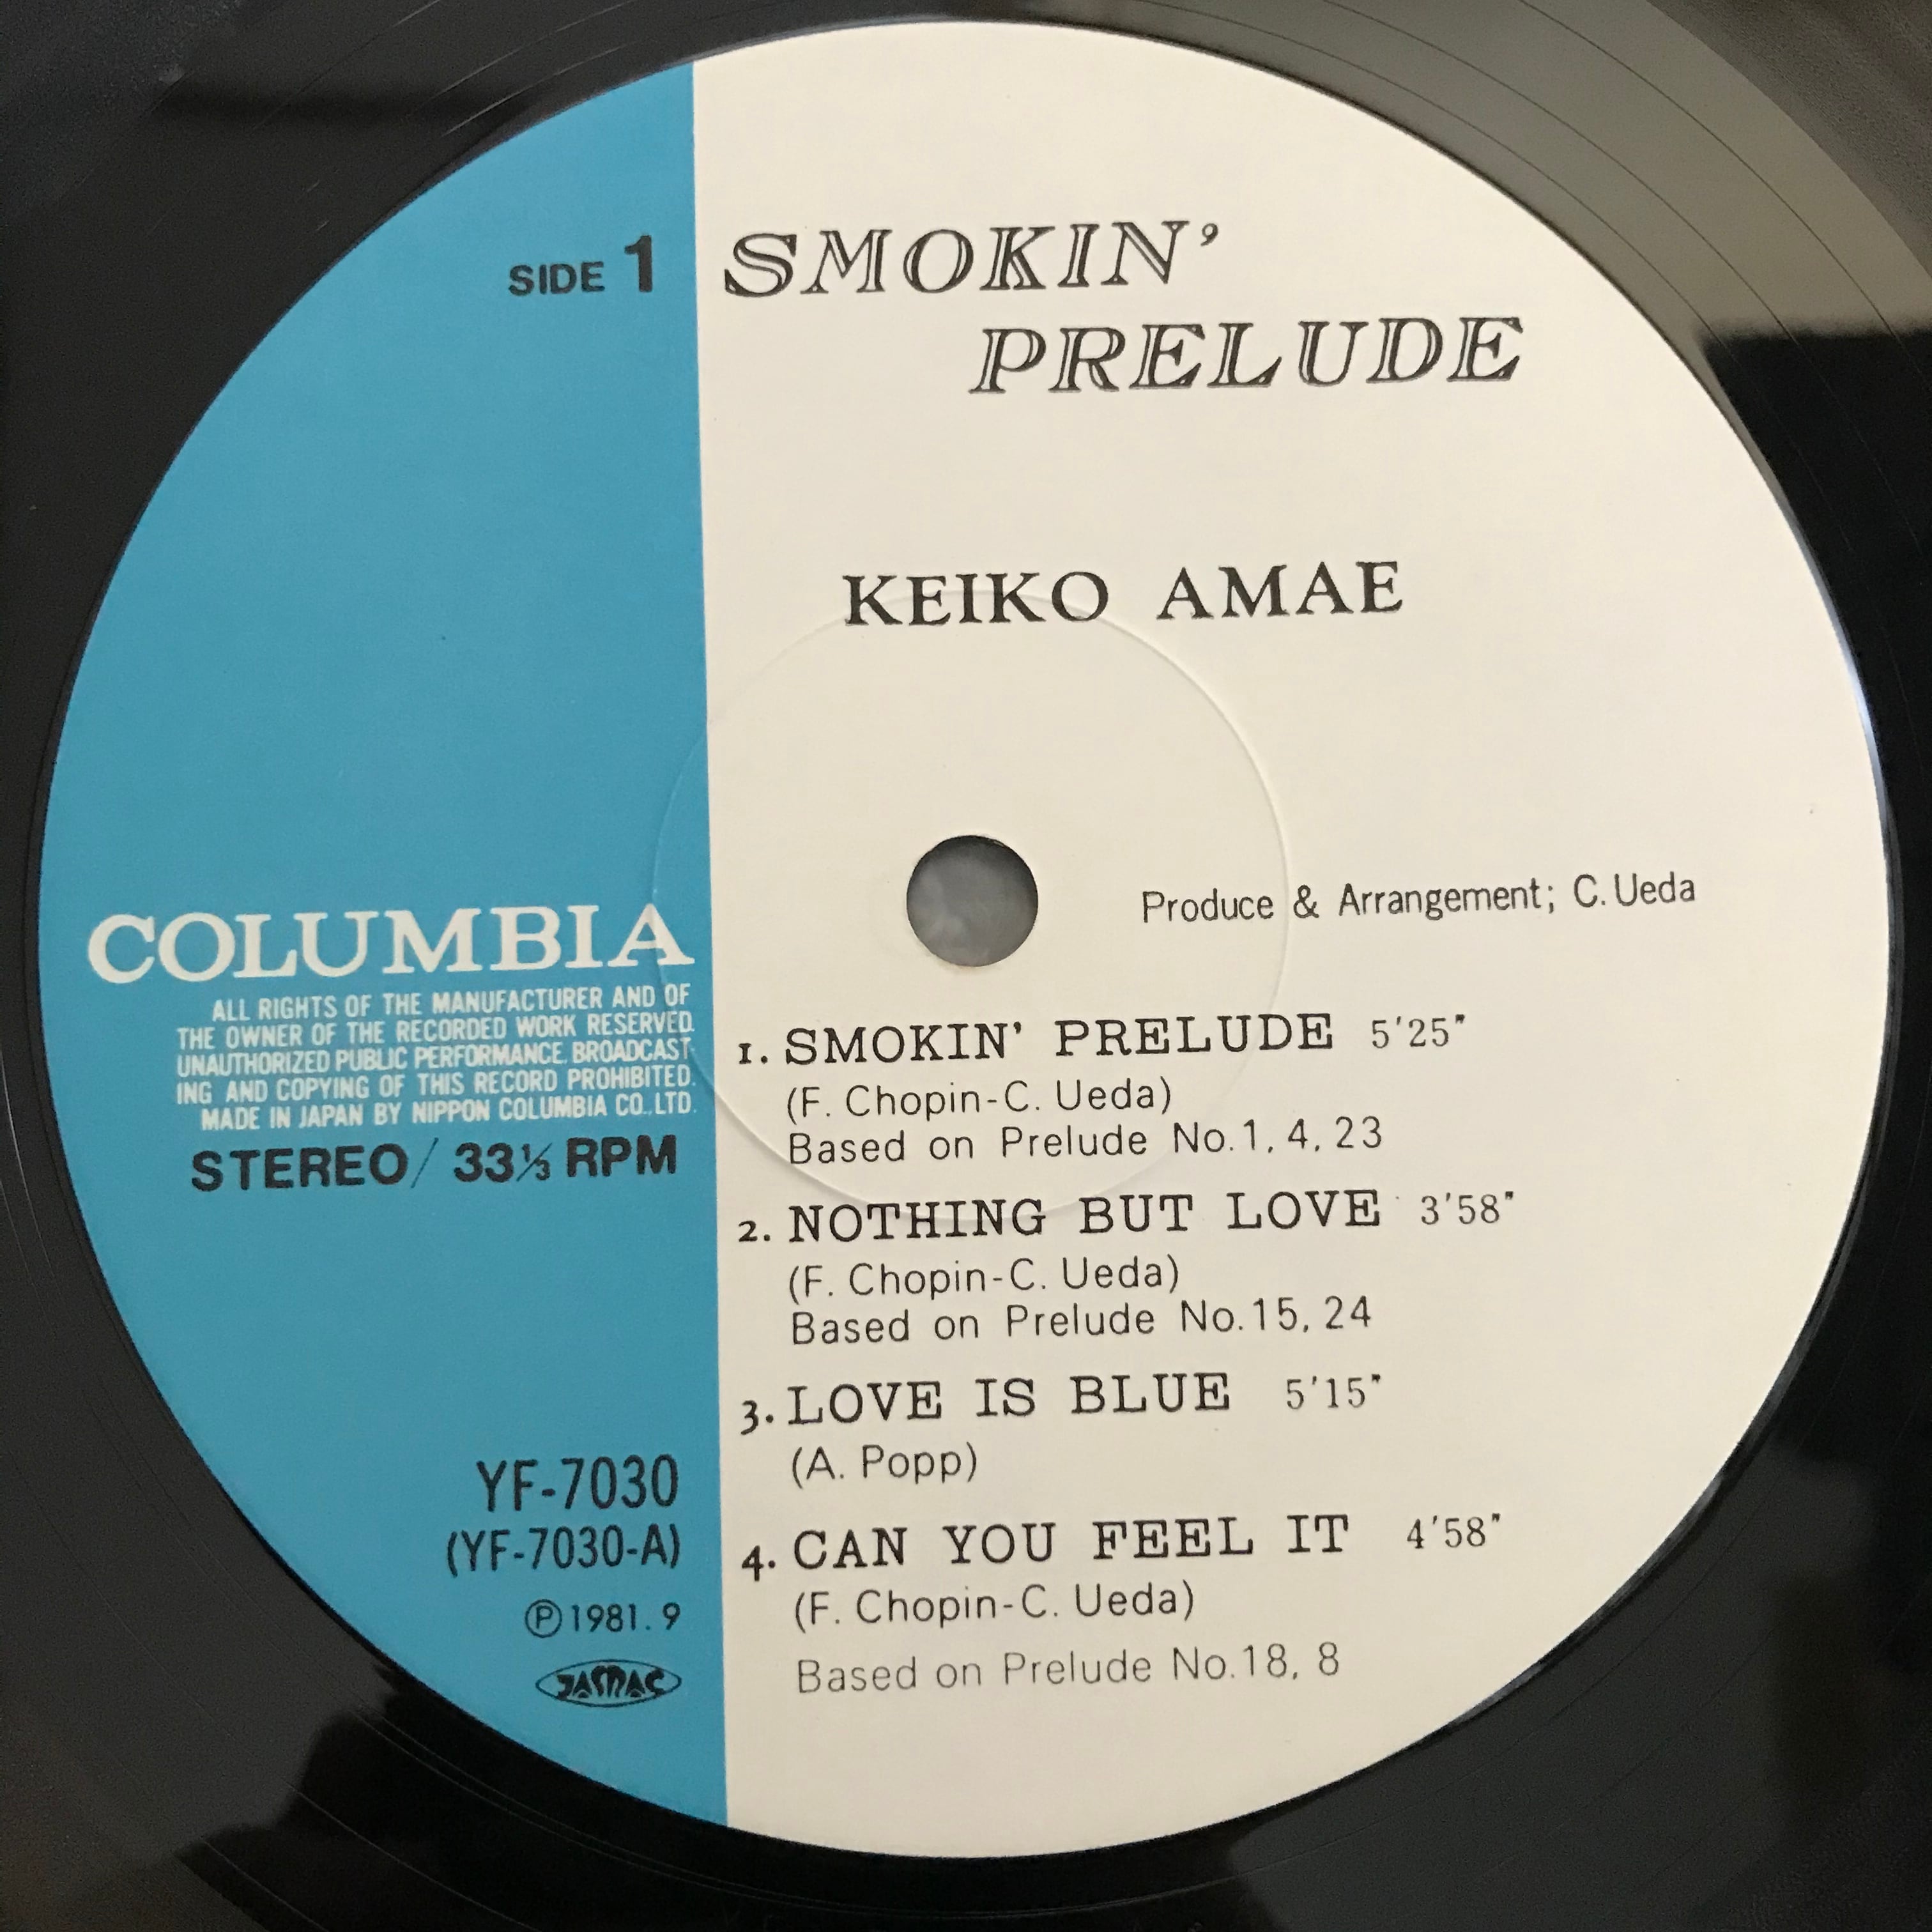 SIDE 1
SMOKIN'
PRELUDE
KEIKO AMAE
Produce & Arrangement; C. Ueda
COLUMBIA
ALL RIGHTS OF THE MANUFACTURER AND OF
THE OWNER OF THE RECORDED WORK RESERVED.
UNAUTHORIZED PUBLIC PERFORMANCE. BROADCAST
ING AND COPYING OF THIS RECORD PROHIBITED.
MADE IN JAPAN BY NIPPON COLUMBIA CO., LTD.
STEREO/ 33⅓ RPM
YF-7030
(YF-7030-A)
Ⓟ1981. 9
JASRAC
1. SMOKIN' PRELUDE 5'25"
(F. Chopin-C. Ueda)
Based on Prelude No.1, 4, 23
2. NOTHING BUT LOVE 3'58"
(F. Chopin-C. Ueda)
Based on Prelude No.15, 24
3. LOVE IS BLUE 5'15"
(A. Popp)
4. CAN YOU FEEL IT 4'58"
(F. Chopin-C. Ueda)
Based on Prelude No.18, 8